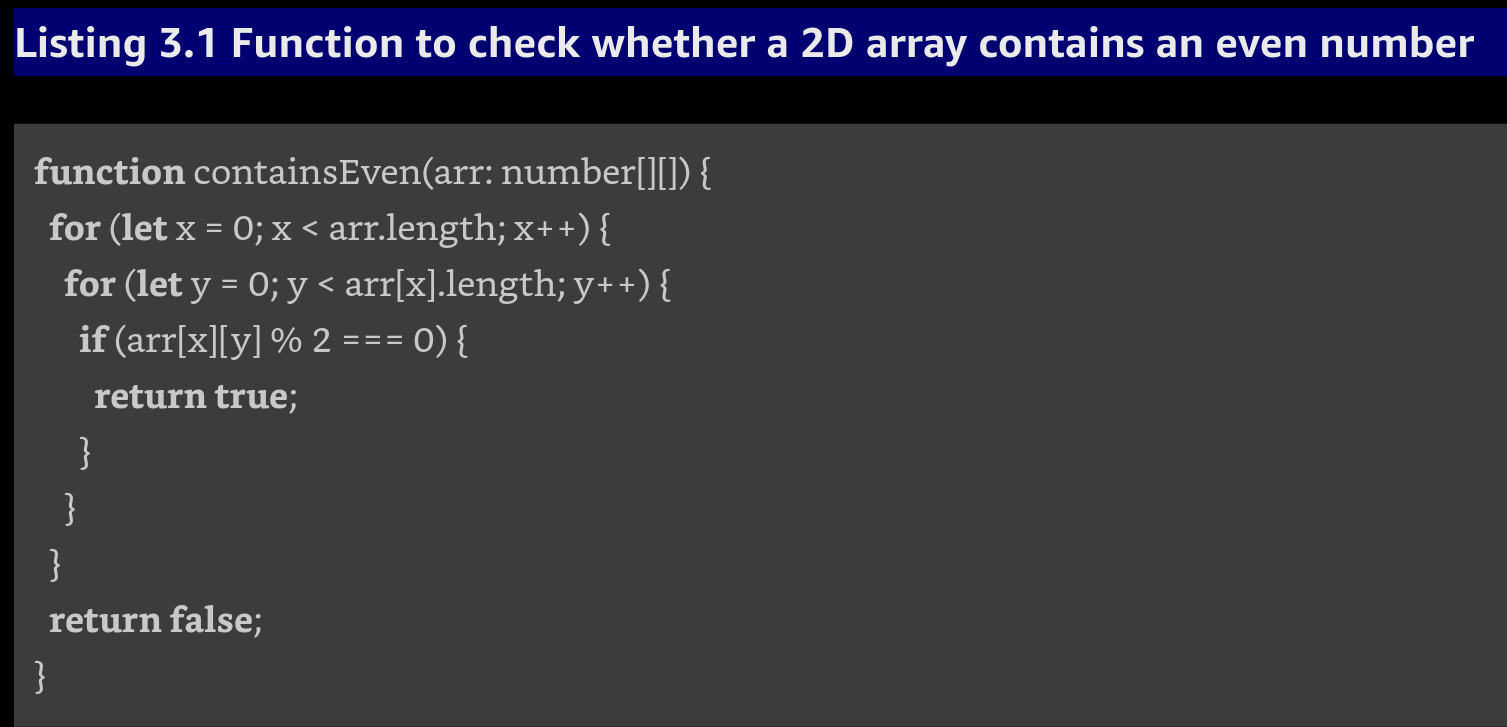 Listing 3.1 Function to check whether a 2D array contains an even number
function containsEven(arr: number[][]) {
  for (let x = 0; x < arr.length; x++) {
    for (let y = 0; y < arr[x].length; y++) {
      if (arr[x][y] % 2 === 0) {
        return true;
      }
    }
  }
  return false;
}